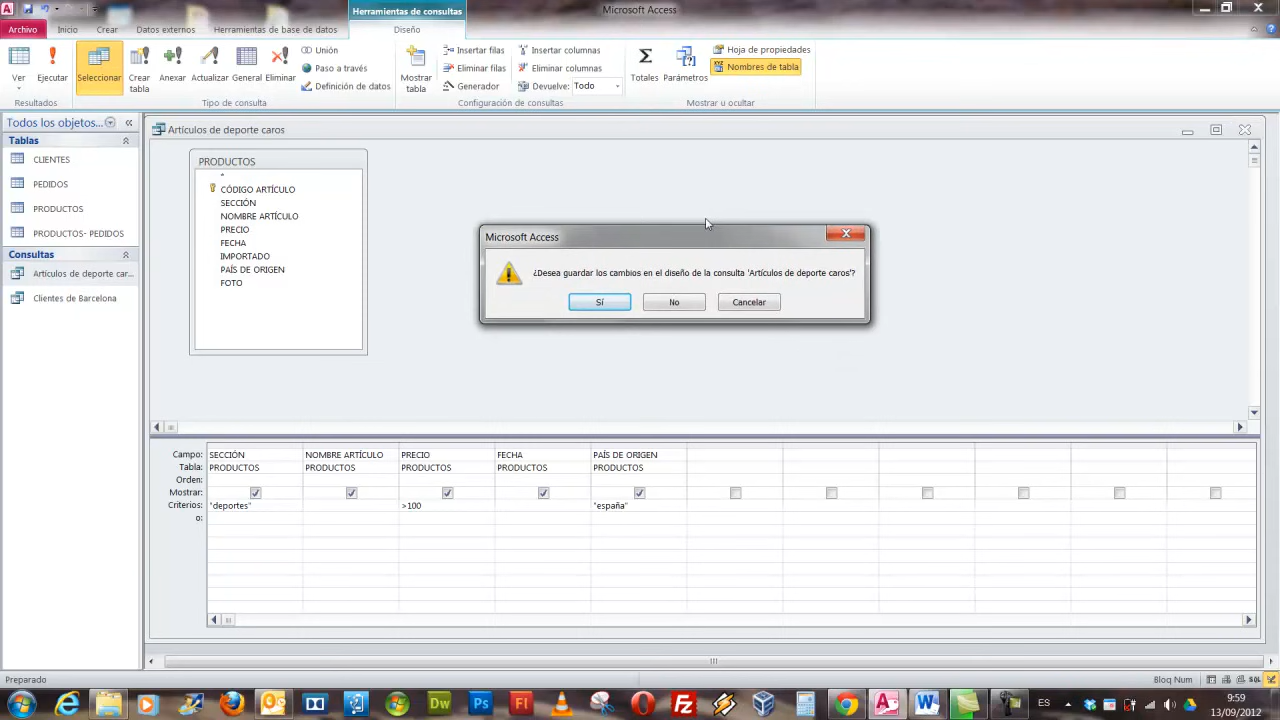 Herramientas de consultas
Microsoft Access
Archivo Inicio Crear Datos externos Herramientas de base de datos Diseño
Ver
Ejecutar
Resultados
Seleccionar
Crear tabla
Anexar
Actualizar
General
Eliminar
Unión
Paso a través
Definición de datos
Tipo de consulta
Mostrar tabla
Insertar filas
Eliminar filas
Generador
Insertar columnas
Eliminar columnas
Devuelve: Todo
Configuración de consultas
Totales
Parámetros
Hoja de propiedades
Nombres de tabla
Mostrar u ocultar
Todos los objetos...
Tablas
CLIENTES
PEDIDOS
PRODUCTOS
PRODUCTOS- PEDIDOS
Consultas
Artículos de deporte car...
Clientes de Barcelona
Artículos de deporte caros
PRODUCTOS
*
CÓDIGO ARTÍCULO
SECCIÓN
NOMBRE ARTÍCULO
PRECIO
FECHA
IMPORTADO
PAÍS DE ORIGEN
FOTO
Microsoft Access
¿Desea guardar los cambios en el diseño de la consulta 'Artículos de deporte caros'?
Sí No Cancelar
Campo: SECCIÓN NOMBRE ARTÍCULO PRECIO FECHA PAÍS DE ORIGEN
Tabla: PRODUCTOS PRODUCTOS PRODUCTOS PRODUCTOS PRODUCTOS
Orden:
Mostrar:
Criterios: "deportes" >100 "españa"
o:
Preparado
Bloq Num
SQL
Dw Ps Fl
ES
9:59
13/09/2012